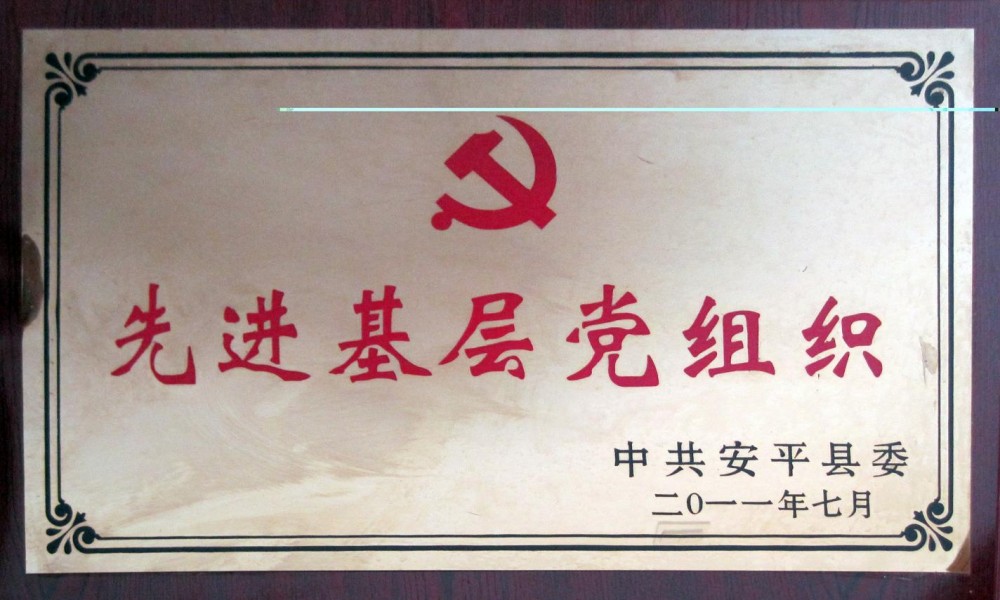 先进基层党组织
中共安平县委
二〇一一年七月